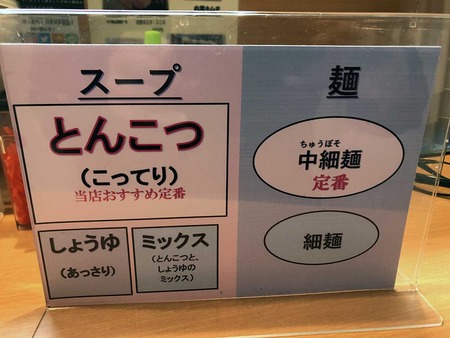 スープ
とんこつ
(こってり)
当店おすすめ定番
しょうゆ
(あっさり)
ミックス
(とんこつと、
しょうゆの
ミックス)
麺
ちゅうぼそ
中細麺
定番
細麺